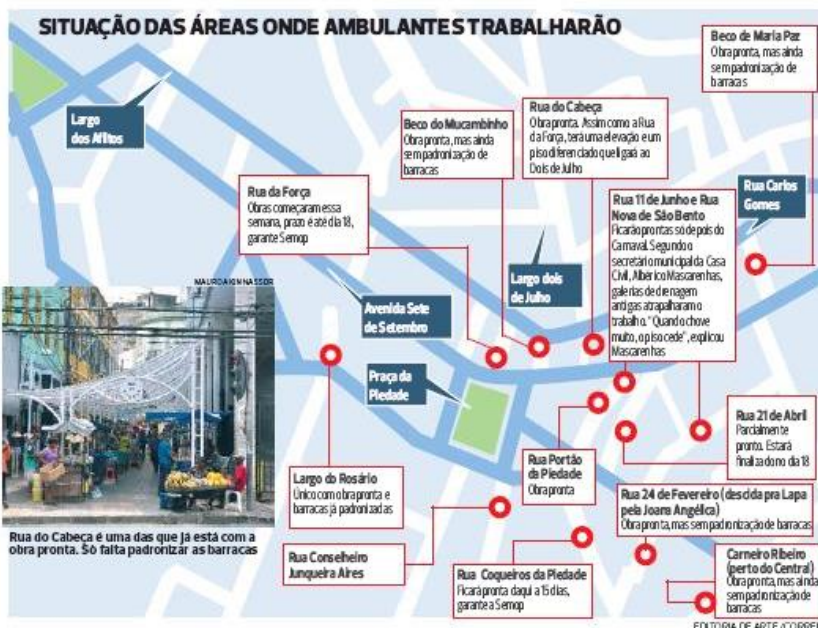 SITUAÇÃO DAS ÁREAS ONDE AMBULANTES TRABALHARÃO
Largo
dos Aflitos
Rua da Força
Obras começaram essa
semana, prazo é até dia 18,
garante Semop
Beco do Mucambinho
Obra pronta, mas ainda
sem padronização de
barracas
Rua do Cabeça
Obra pronta. Assim como a Rua
da Força, terá uma elevação e um
piso diferenciado que ligará ao
Dois de Julho
Beco de Maria Paz
Obra pronta, mas ainda
sem padronização de
barracas
Rua Carlos
Gomes
Rua 11 de Junho e Rua
Nova de São Bento
Ficarão prontas só depois do
Carnaval. Segundo o
secretário municipal da Casa
Civil, Albérico Mascarenhas,
galerias de drenagem
antigas atrapalharam o
trabalho. "Quando chove
muito, o piso cede", explicou
Mascarenhas
Largo dois
de Julho
Avenida Sete
de Setembro
Praça da
Piedade
MAURO AKIN NASSOR
Rua do Cabeça é uma das que já está com a
obra pronta. Só falta padronizar as barracas
Largo do Rosário
Único com obra pronta e
barracas já padronizadas
Rua Conselheiro
Junqueira Aires
Rua Portão
da Piedade
Obra pronta
Rua Coqueiros da Piedade
Ficará pronta daqui a 15 dias,
garante a Semop
Rua 21 de Abril
Parcialmente
pronto. Estará
finalizado no dia 18
Rua 24 de Fevereiro (descida pra Lapa
pela Joana Angélica)
Obra pronta, mas sem padronização de barracas
Carneiro Ribeiro
(perto do Central)
Obra pronta, mas ainda
sem padronização de
barracas
EDITORIA DE ARTE/CORREIO